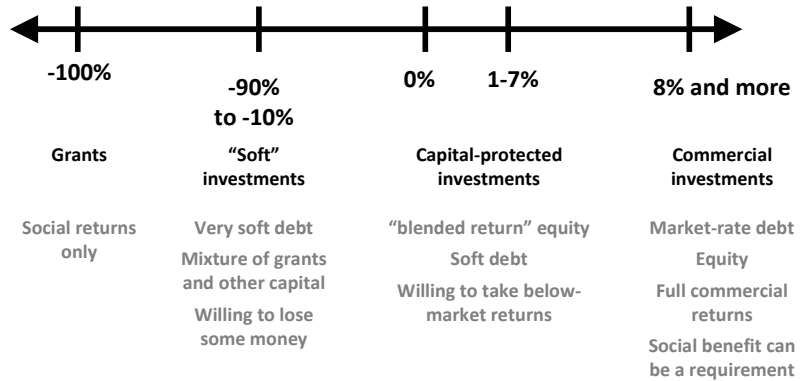 -100%
-90%
to -10%
0%
1-7%
8% and more
Grants
“Soft”
investments
Capital-protected
investments
Commercial
investments
Social returns
only
Very soft debt
Mixture of grants
and other capital
Willing to lose
some money
“blended return” equity
Soft debt
Willing to take below-
market returns
Market-rate debt
Equity
Full commercial
returns
Social benefit can
be a requirement